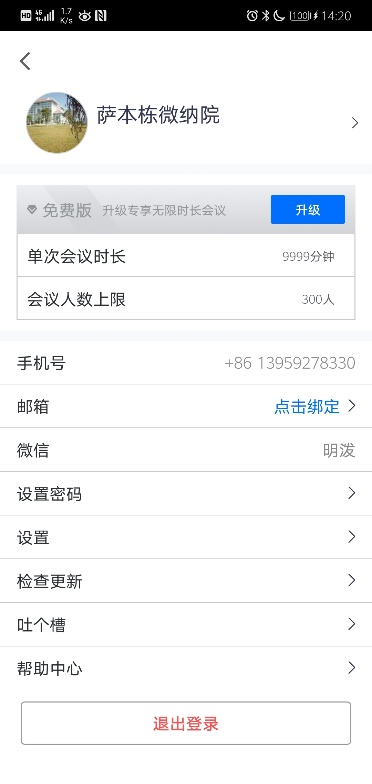 HD 4G 1.7 K/s 100 14:20
萨本栋微纳院
免费版 升级专享无限时长会议 升级
单次会议时长 9999分钟
会议人数上限 300人
手机号 +86 13959278330
邮箱 点击绑定
微信 明泼
设置密码
设置
检查更新
吐个槽
帮助中心
退出登录